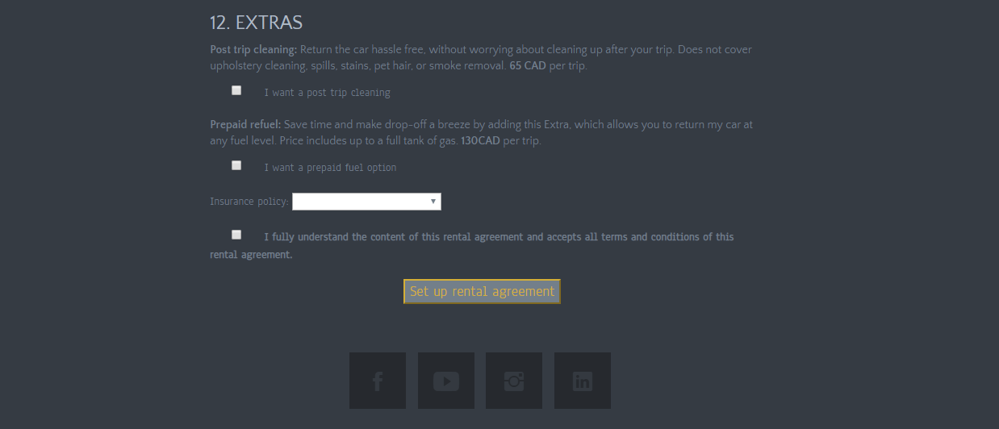 12. EXTRAS
Post trip cleaning: Return the car hassle free, without worrying about cleaning up after your trip. Does not cover
upholstery cleaning, spills, stains, pet hair, or smoke removal. 65 CAD per trip.
I want a post trip cleaning
Prepaid refuel: Save time and make drop-off a breeze by adding this Extra, which allows you to return my car at
any fuel level. Price includes up to a full tank of gas. 130CAD per trip.
I want a prepaid fuel option
Insurance policy:
I fully understand the content of this rental agreement and accepts all terms and conditions of this
rental agreement.
Set up rental agreement